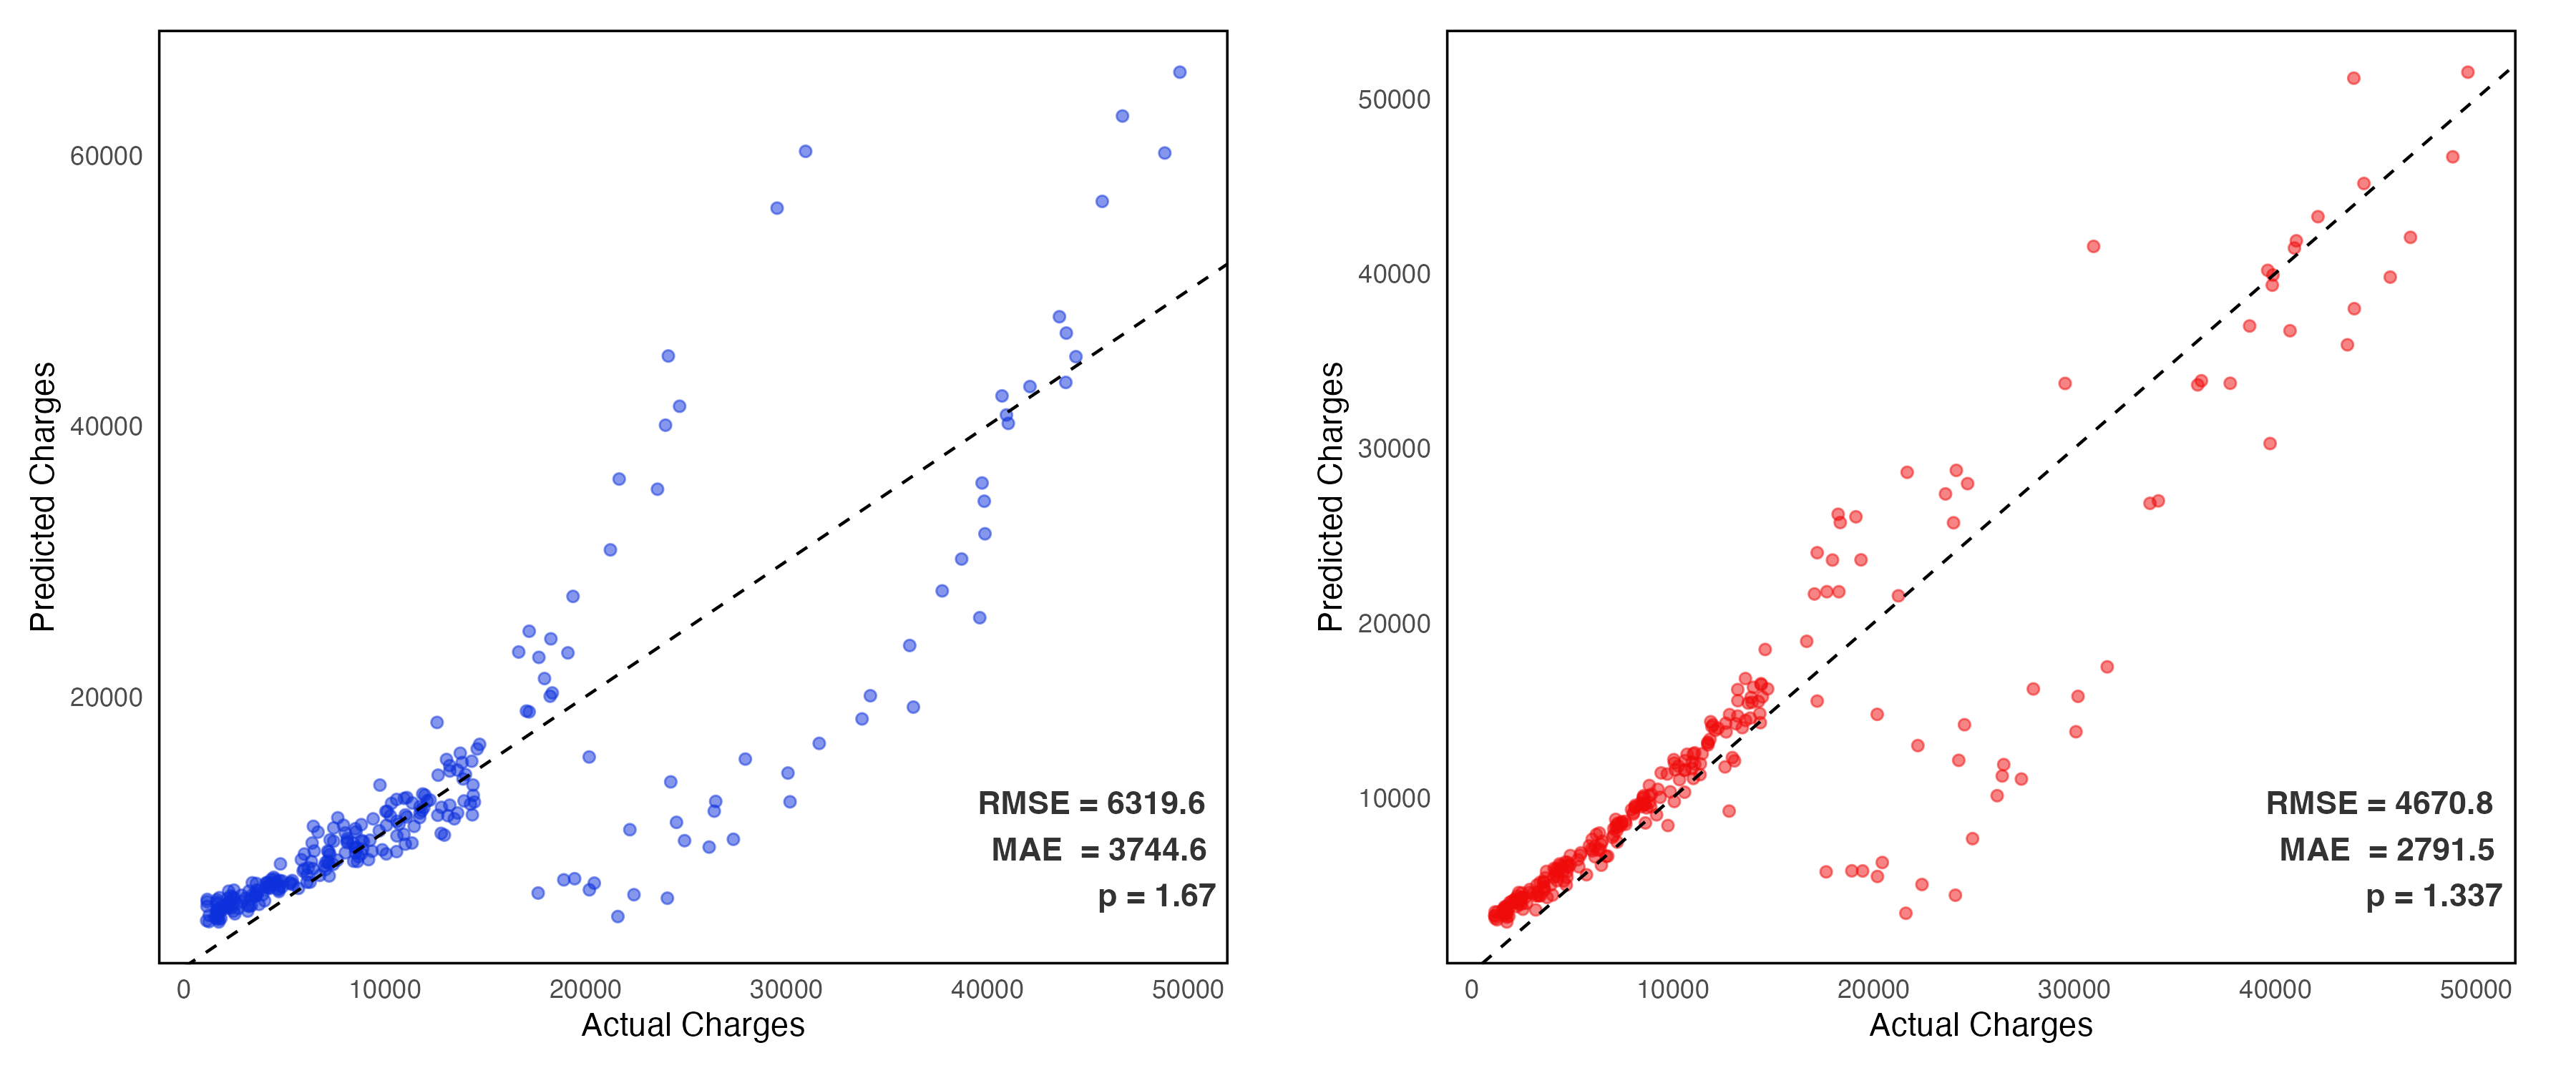 60000
40000
20000
Predicted Charges
RMSE = 6319.6
MAE = 3744.6
p = 1.67
0 10000 20000 30000 40000 50000
Actual Charges
50000
40000
30000
20000
10000
Predicted Charges
RMSE = 4670.8
MAE = 2791.5
p = 1.337
0 10000 20000 30000 40000 50000
Actual Charges